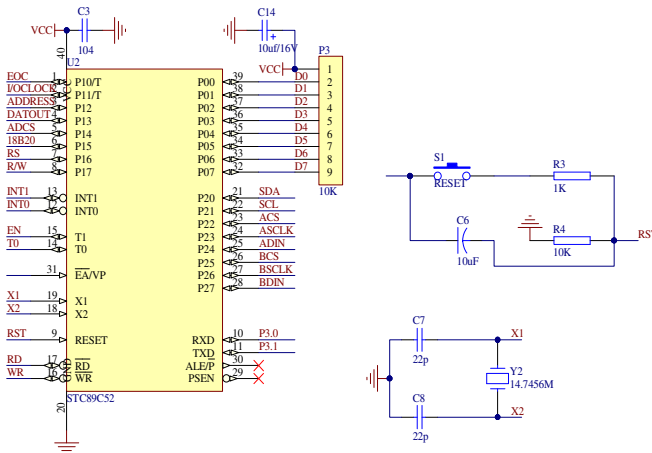 C3
VCC
104
40
U2
C14
10uf/16V
P3
VCC
1
EOC 1 P10/T P00 39 D0 2
I/OCLOCK P11/T P01 38 D1 3
ADDRESS P12 P02 37 D2 4
DATOUT 4 P13 P03 36 D3 5
ADCS 5 P14 P04 35 D4 6
18B20 6 P15 P05 34 D5 7
RS 7 P16 P06 33 D6 8
R/W 8 P17 P07 32 D7 9
10K
INT1 13 INT1 P20 21 SDA
INT0 12 INT0 P21 22 SCL
P22 23 ACS
EN 15 T1 P23 24 ASCLK
T0 14 T0 P24 25 ADIN
P25 26 BCS
31 EA/VP P26 27 BSCLK
P27 28 BDIN
X1 19 X1
X2 18 X2
RST 9 RESET RXD 10 P3.0
TXD 11 P3.1
RD 17 RD ALE/P 30
WR 16 WR PSEN 29
STC89C52
20
S1
RESET
R3
1K
C6
10uF
R4
10K
RS
C7
22p
X1
Y2
14.7456M
C8
22p
X2